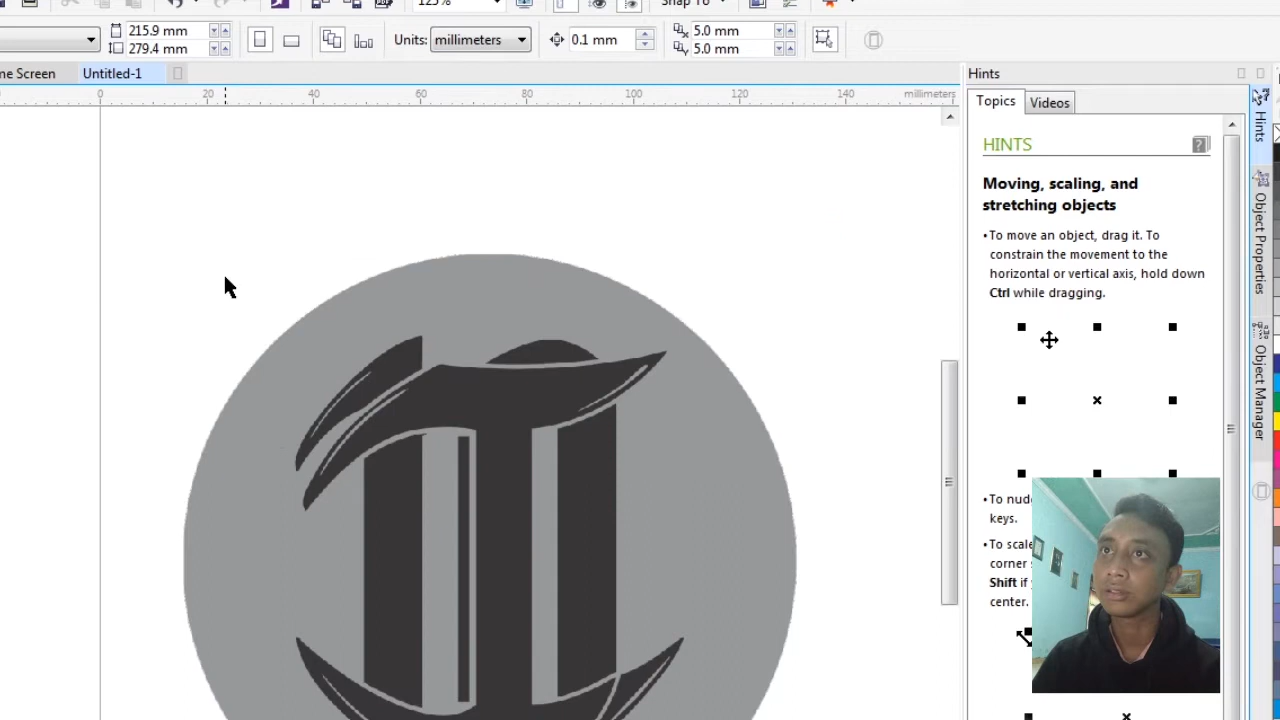 125%
Snap To
215.9 mm
279.4 mm
Units: millimeters
0.1 mm
5.0 mm
5.0 mm
me Screen
Untitled-1
Hints
0 20 40 60 80 100 120 140 millimeters
Topics
Videos
HINTS
Moving, scaling, and
stretching objects
•To move an object, drag it. To
constrain the movement to the
horizontal or vertical axis, hold down
Ctrl while dragging.
•To nud
keys.
•To scale
corner
Shift if
center.
Hints
Object Properties
Object Manager